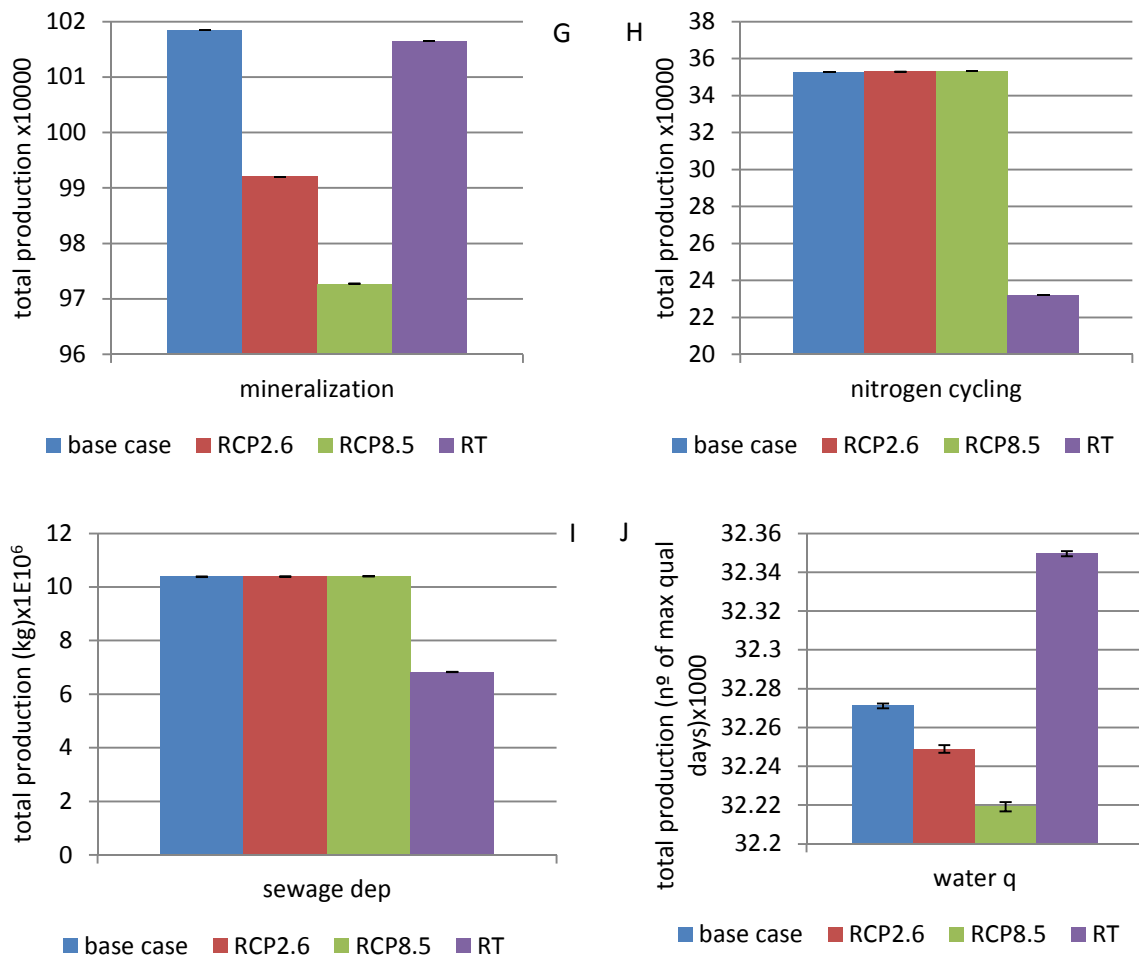 102
101
100
99
98
97
96
total production x10000
mineralization
G
base case RCP2.6 RCP8.5 RT
H
38
36
34
32
30
28
26
24
22
20
total production x10000
nitrogen cycling
base case RCP2.6 RCP8.5 RT
12
10
8
6
4
2
0
total production (kg)x1E10⁶
sewage dep
I
base case RCP2.6 RCP8.5 RT
J
32.36
32.34
32.32
32.3
32.28
32.26
32.24
32.22
32.2
total production (nº of max qual
days)x1000
water q
base case RCP2.6 RCP8.5 RT